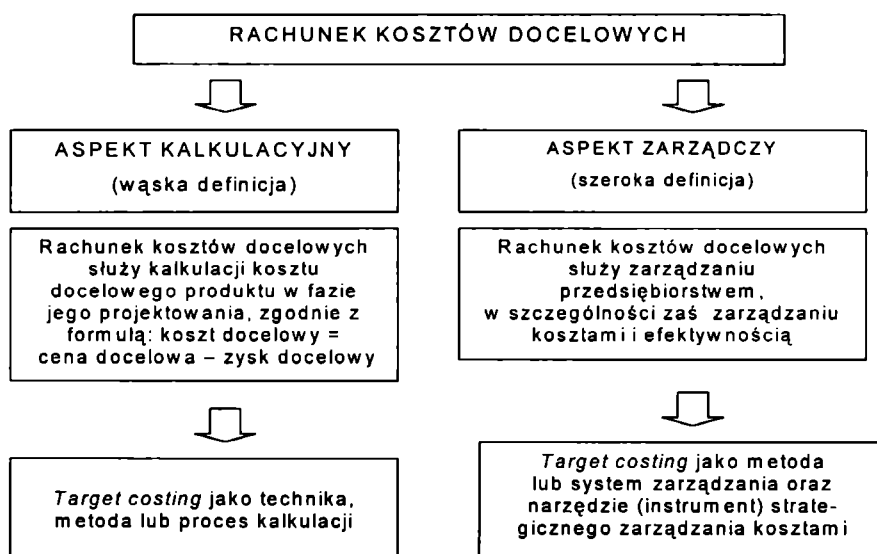 RACHUNEK KOSZTÓW DOCELOWYCH
ASPEKT KALKULACYJNY
(wąska definicja)
Rachunek kosztów docelowych
służy kalkulacji kosztu
docelowego produktu w fazie
jego projektowania, zgodnie z
formułą: koszt docelowy =
cena docelowa – zysk docelowy
Target costing jako technika,
metoda lub proces kalkulacji
ASPEKT ZARZĄDCZY
(szeroka definicja)
Rachunek kosztów docelowych
służy zarządzaniu
przedsiębiorstwem,
w szczególności zaś zarządzaniu
kosztami i efektywnością
Target costing jako metoda
lub system zarządzania oraz
narzędzie (instrument) strate-
gicznego zarządzania kosztami